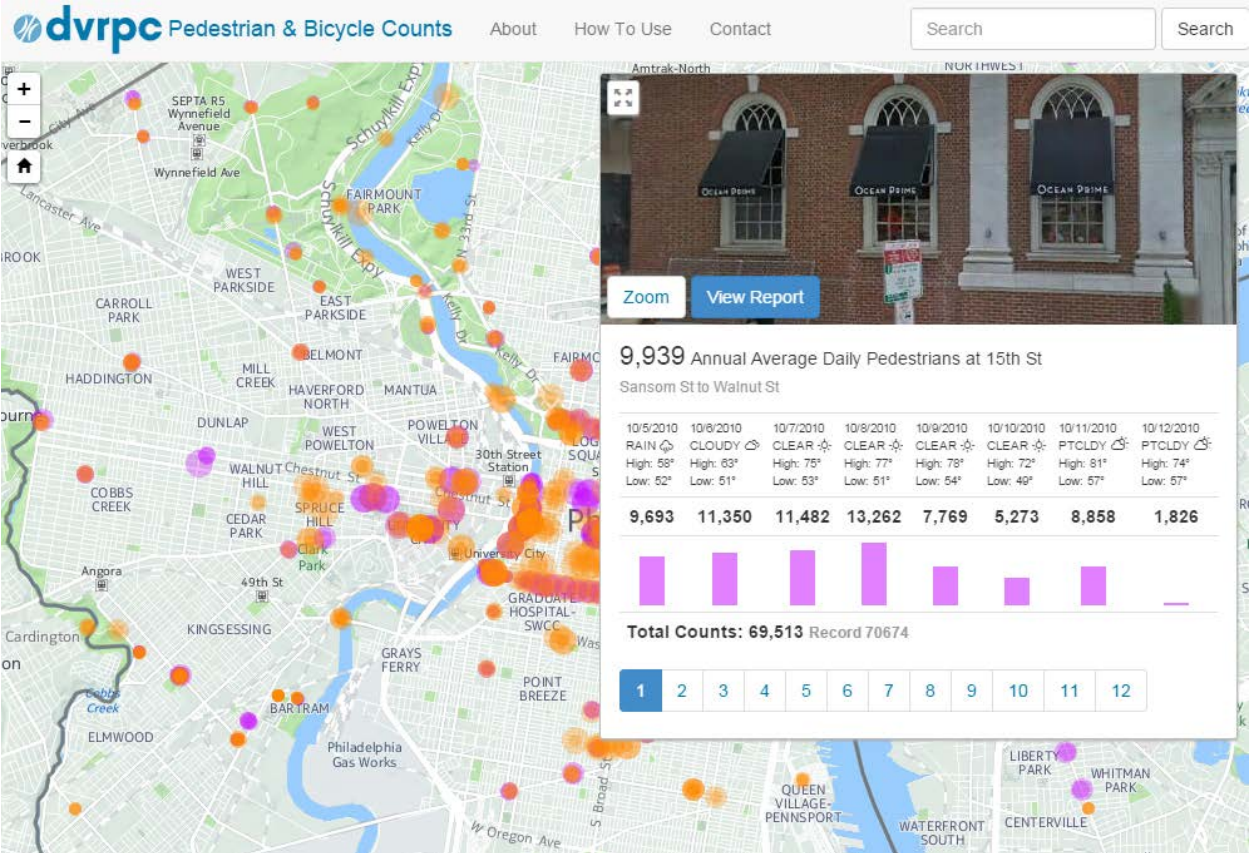 dvrpc Pedestrian & Bicycle Counts
About
How To Use
Contact
Search
Search
+
−
City Av
SEPTA R5
Wynnefield
Avenue
Wynnefield Ave
Lancaster Ave
Schuylkill Expy
Kelly Dr
FAIRMOUNT
PARK
Schuylkill Expy
N 33rd St
WEST
PARKSIDE
CARROLL
PARK
EAST
PARKSIDE
Kelly Dr
Kelly Dr
BELMONT
MILL
CREEK
HADDINGTON
HAVERFORD
NORTH
MANTUA
DUNLAP
WEST
POWELTON
POWELTON
VILLAGE
30th Street
Station
WALNUT
HILL
Chestnut St
Chestnut St
COBBS
CREEK
SPRUCE
HILL
CEDAR
PARK
Clark
Park
University City
Angora
49th St
GRADUATE
HOSPITAL-
SWCC
KINGSESSING
Cardington
GRAYS
FERRY
POINT
BREEZE
Cobbs
Creek
BARTRAM
ELMWOOD
Philadelphia
Gas Works
S Broad St
W Oregon Ave
QUEEN
VILLAGE-
PENNSPORT
WATERFRONT
SOUTH
LIBERTY
PARK
WHITMAN
PARK
CENTERVILLE
Amtrak-North
NORTHWEST
OCEAN PRIME
OCEAN PRIME
OCEAN PRIME
Zoom
View Report
9,939 Annual Average Daily Pedestrians at 15th St
Sansom St to Walnut St
10/5/2010 10/6/2010 10/7/2010 10/8/2010 10/9/2010 10/10/2010 10/11/2010 10/12/2010
RAIN CLOUDY CLEAR CLEAR CLEAR CLEAR PTCLDY PTCLDY
High: 58° High: 63° High: 75° High: 77° High: 78° High: 72° High: 81° High: 74°
Low: 52° Low: 51° Low: 53° Low: 51° Low: 54° Low: 49° Low: 57° Low: 57°
9,693 11,350 11,482 13,262 7,769 5,273 8,858 1,826
Total Counts: 69,513 Record 70674
1 2 3 4 5 6 7 8 9 10 11 12